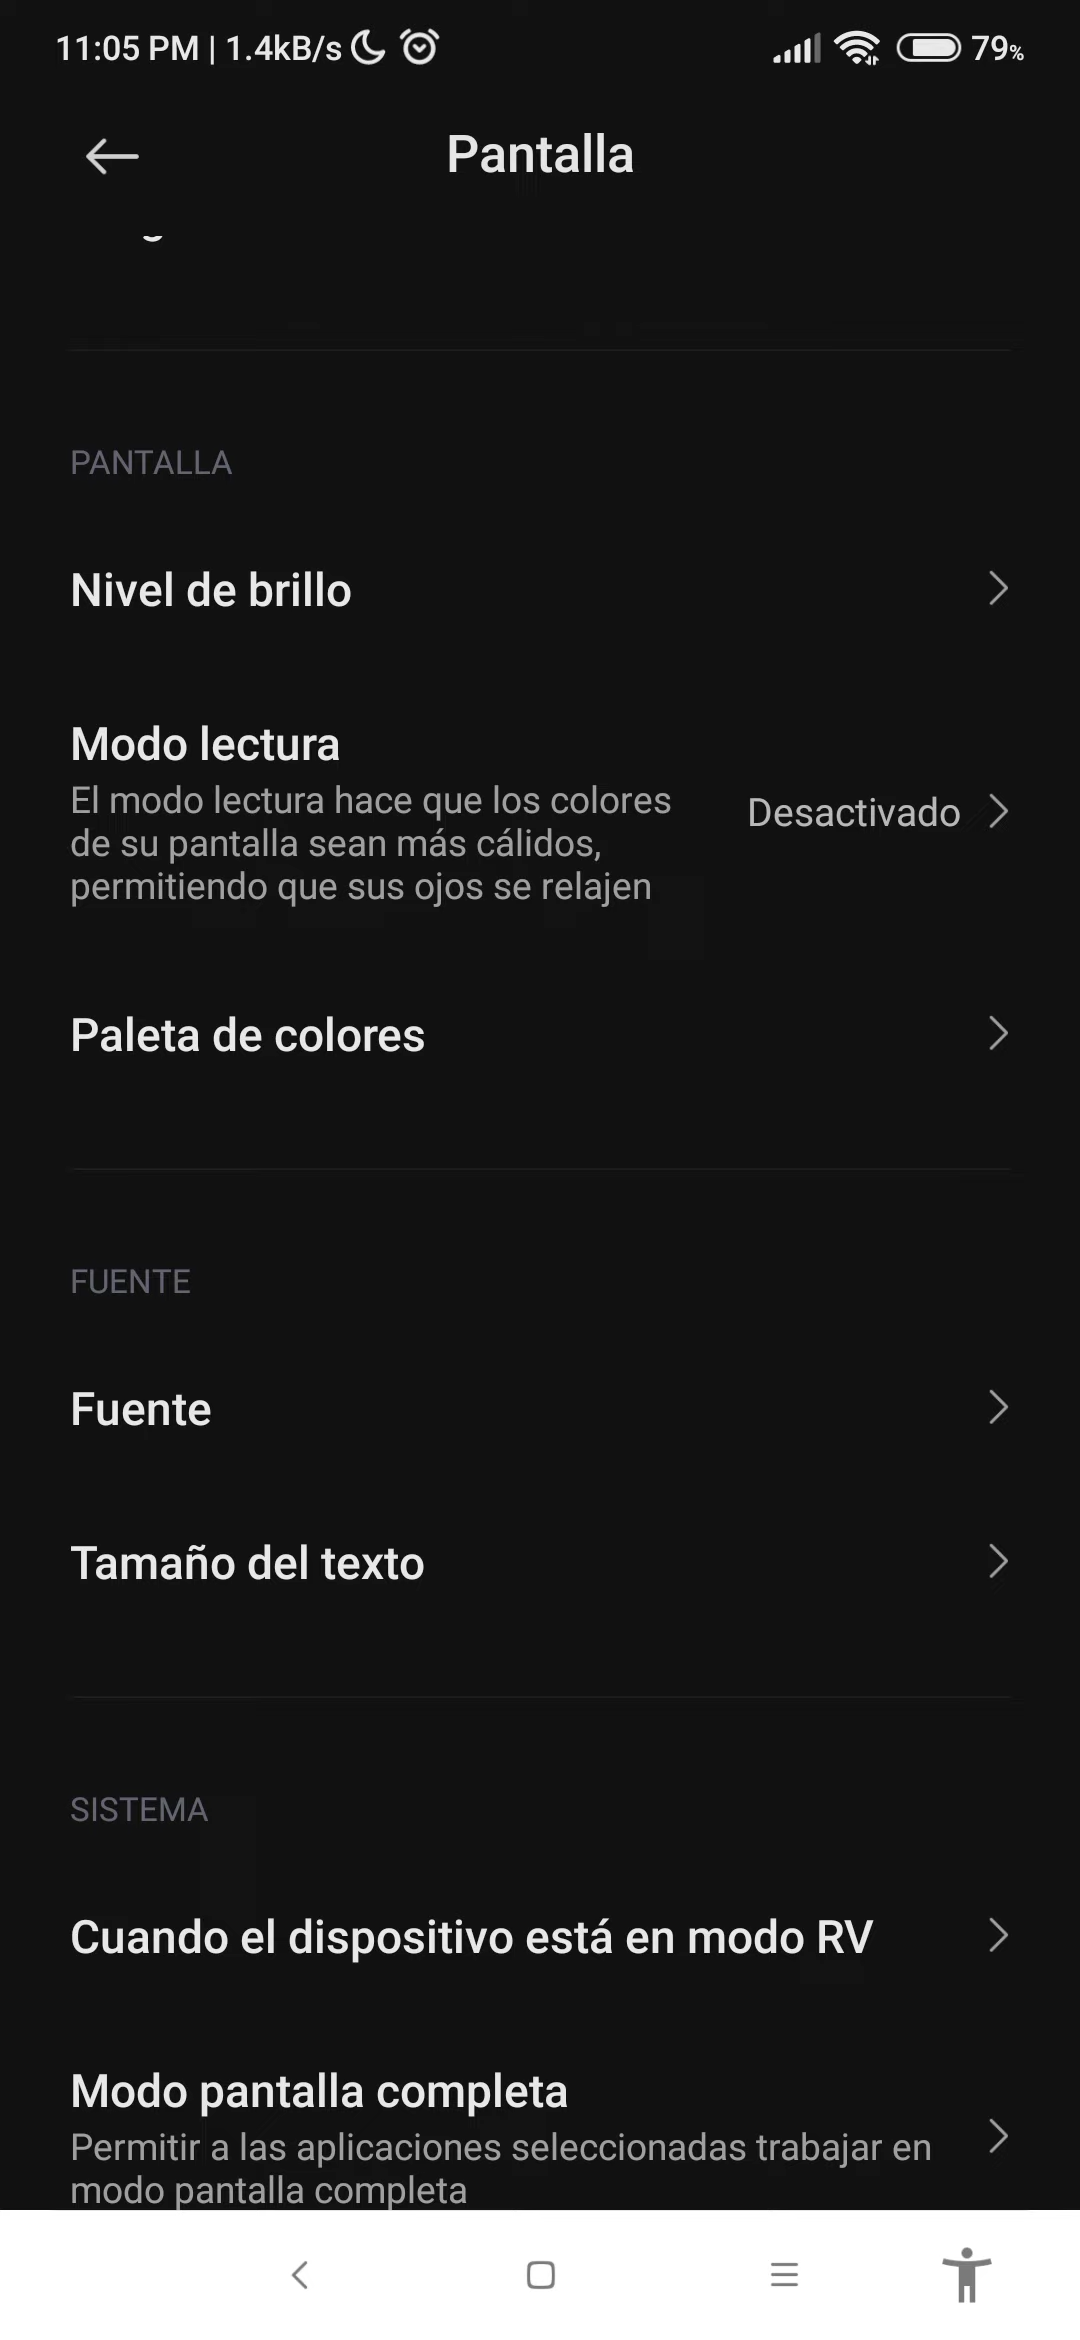 11:05 PM | 1.4kB/s 79%
Pantalla
PANTALLA
Nivel de brillo
Modo lectura
El modo lectura hace que los colores
de su pantalla sean más cálidos,
permitiendo que sus ojos se relajen
Desactivado
Paleta de colores
FUENTE
Fuente
Tamaño del texto
SISTEMA
Cuando el dispositivo está en modo RV
Modo pantalla completa
Permitir a las aplicaciones seleccionadas trabajar en
modo pantalla completa